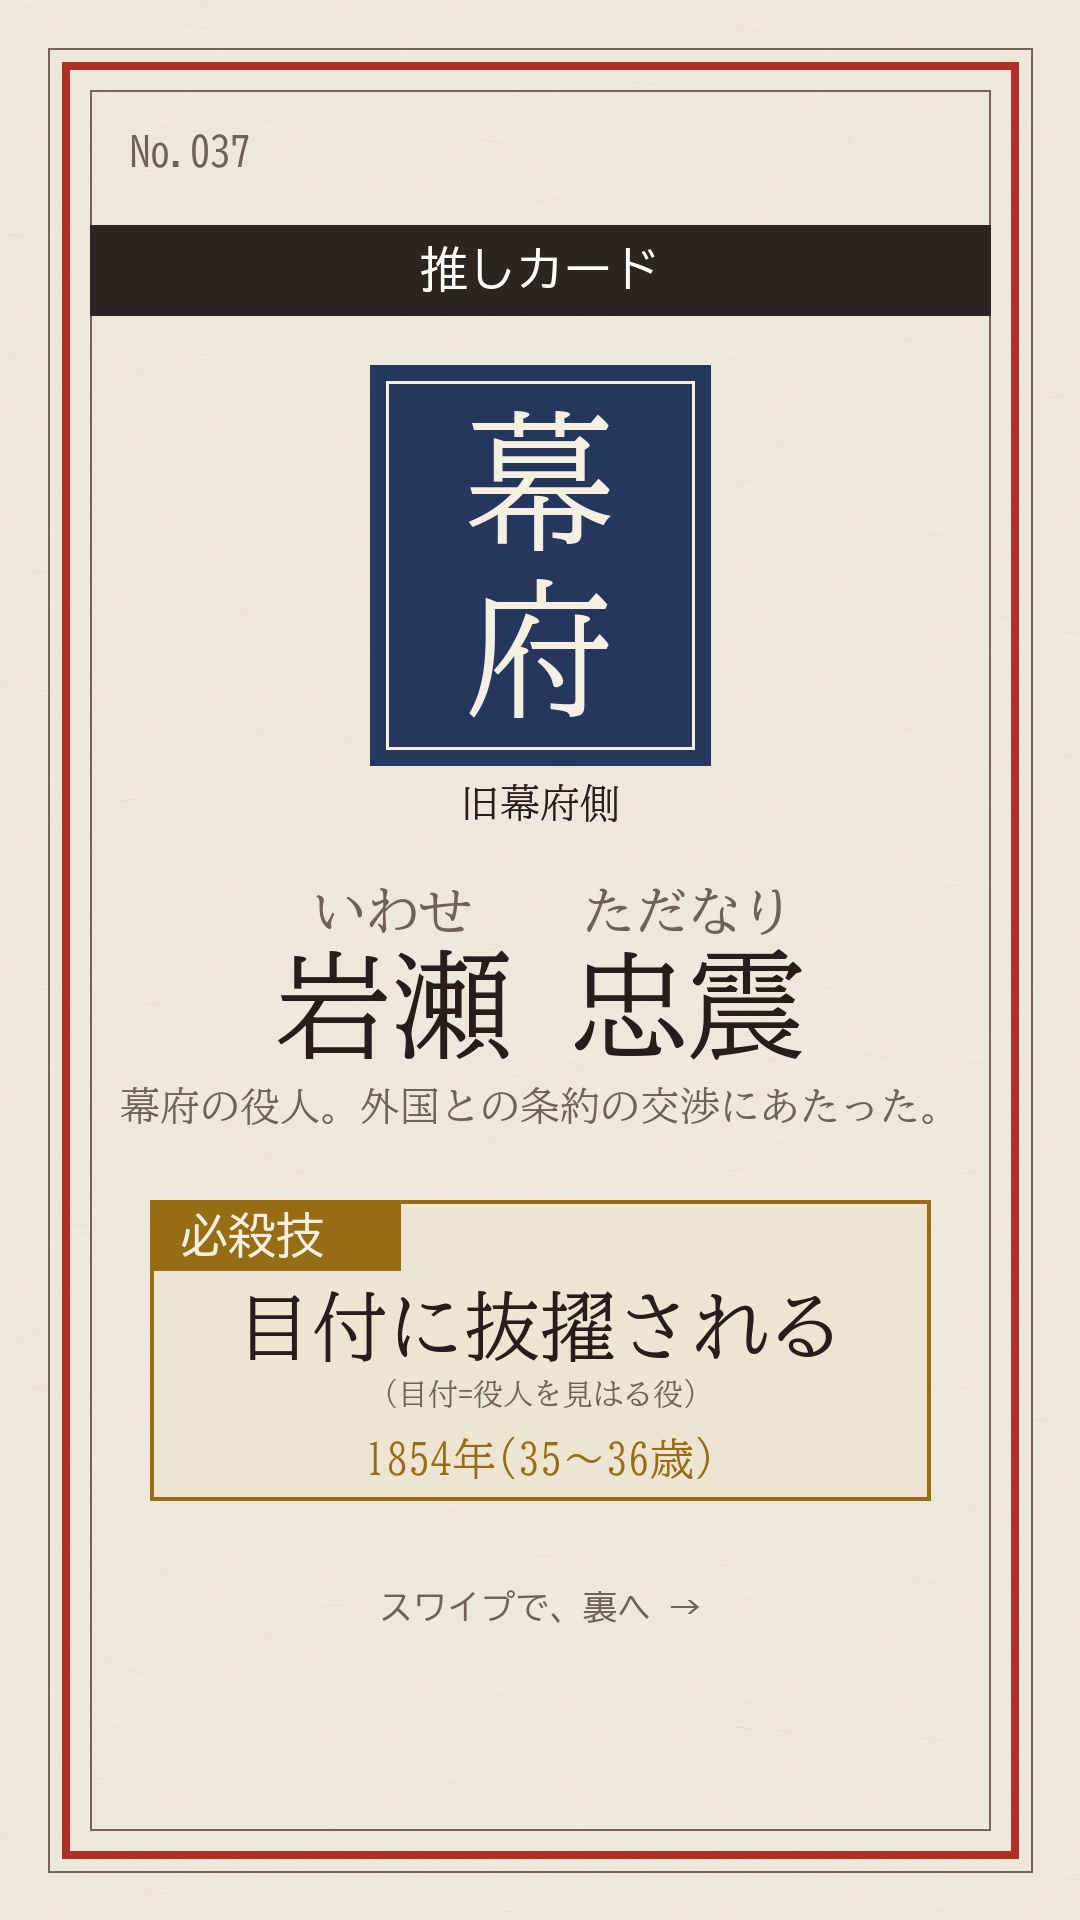 No.037
推しカード
幕
府
旧幕府側
いわせ ただなり
岩瀬 忠震
幕府の役人。外国との条約の交渉にあたった。
必殺技
目付に抜擢される
（目付=役人を見はる役）
1854年(35〜36歳)
スワイプで、裏へ →